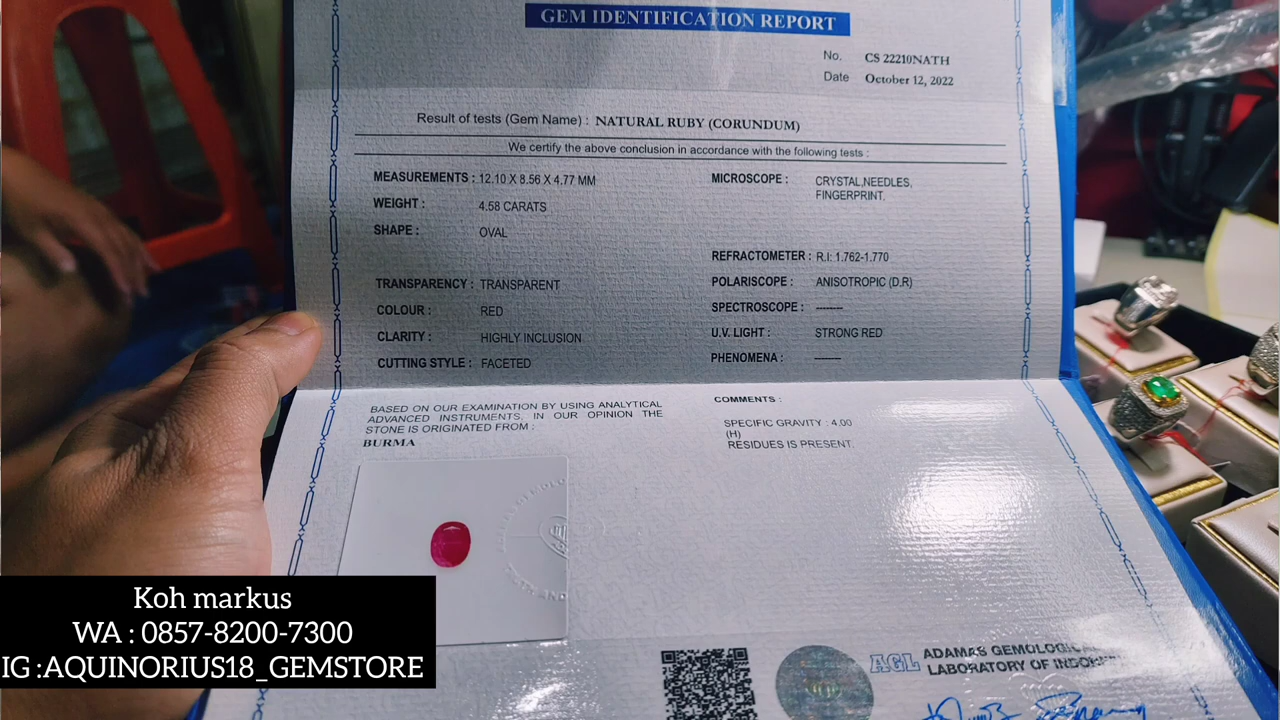 GEM IDENTIFICATION REPORT
No. CS 22210NATH
Date October 12, 2022
Result of tests (Gem Name) : NATURAL RUBY (CORUNDUM)
We certify the above conclusion in accordance with the following tests :
MEASUREMENTS : 12.10 X 8.56 X 4.77 MM
WEIGHT : 4.58 CARATS
SHAPE : OVAL
TRANSPARENCY : TRANSPARENT
COLOUR : RED
CLARITY : HIGHLY INCLUSION
CUTTING STYLE : FACETED
MICROSCOPE : CRYSTAL,NEEDLES,
FINGERPRINT.
REFRACTOMETER : R.I: 1.762-1.770
POLARISCOPE : ANISOTROPIC (D.R)
SPECTROSCOPE : -------
U.V. LIGHT : STRONG RED
PHENOMENA : -------
BASED ON OUR EXAMINATION BY USING ANALYTICAL
ADVANCED INSTRUMENTS, IN OUR OPINION THE
STONE IS ORIGINATED FROM :
BURMA
COMMENTS :
SPECIFIC GRAVITY : 4.00
(H)
RESIDUES IS PRESENT.
AGL ADAMAS GEMOLOGICAL
LABORATORY OF INDONESIA
Koh markus
WA : 0857-8200-7300
IG :AQUINORIUS18_GEMSTORE